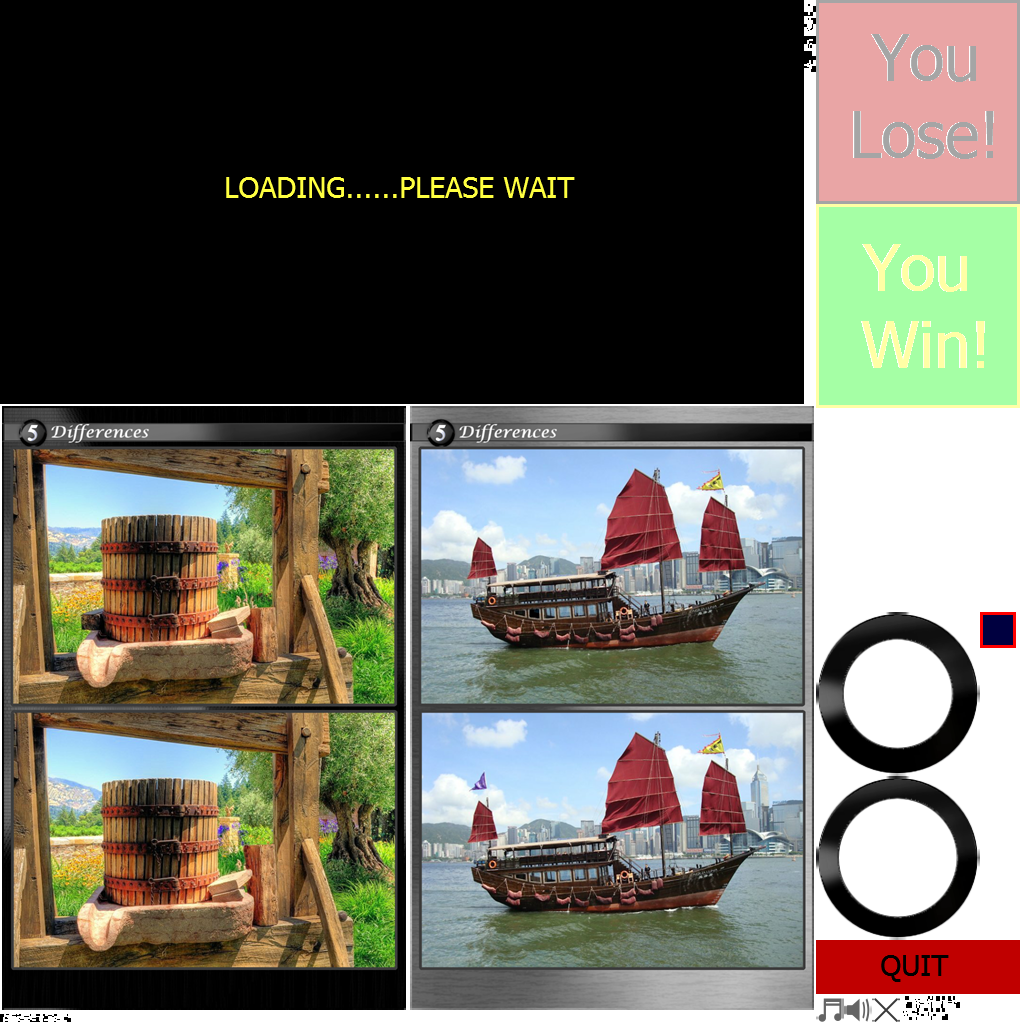 LOADING......PLEASE WAIT
You
Lose!
You
Win!
5 Differences
5 Differences
QUIT